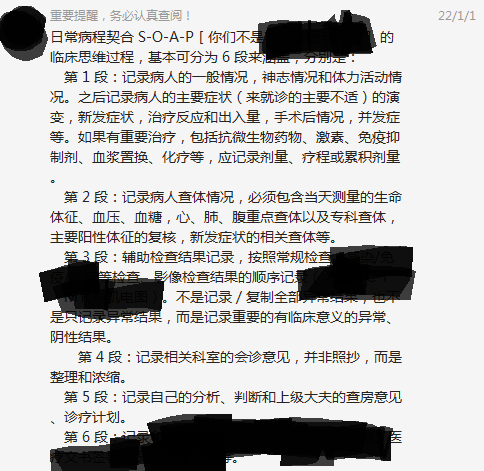 重要提醒，务必认真查阅！ 22/1/1
日常病程契合 S-O-A-P [ 你们不是 的
临床思维过程，基本可分为 6 段来涵盖，分别是：
第 1 段：记录病人的一般情况，神志情况和体力活动情
况。之后记录病人的主要症状（来就诊的主要不适）的演
变，新发症状，治疗反应和出入量，手术后情况，并发症
等。如果有重要治疗，包括抗微生物药物、激素、免疫抑
制剂、血浆置换、化疗等，应记录剂量、疗程或累积剂量
。
第 2 段：记录病人查体情况，必须包含当天测量的生命
体征、血压、血糖，心、肺、腹重点查体以及专科查体，
主要阳性体征的复核，新发症状的相关查体等。
第 3 段：辅助检查结果记录，按照常规检查
等检查、影像检查结果的顺序记录
。不是记录 / 复制全部异常结果，也不
是只记录异常结果，而是记录重要的有临床意义的异常、
阴性结果。
第 4 段：记录相关科室的会诊意见，并非照抄，而是
整理和浓缩。
第 5 段：记录自己的分析、判断和上级大夫的查房意见
、诊疗计划。
第 6 段：记录 医
等。